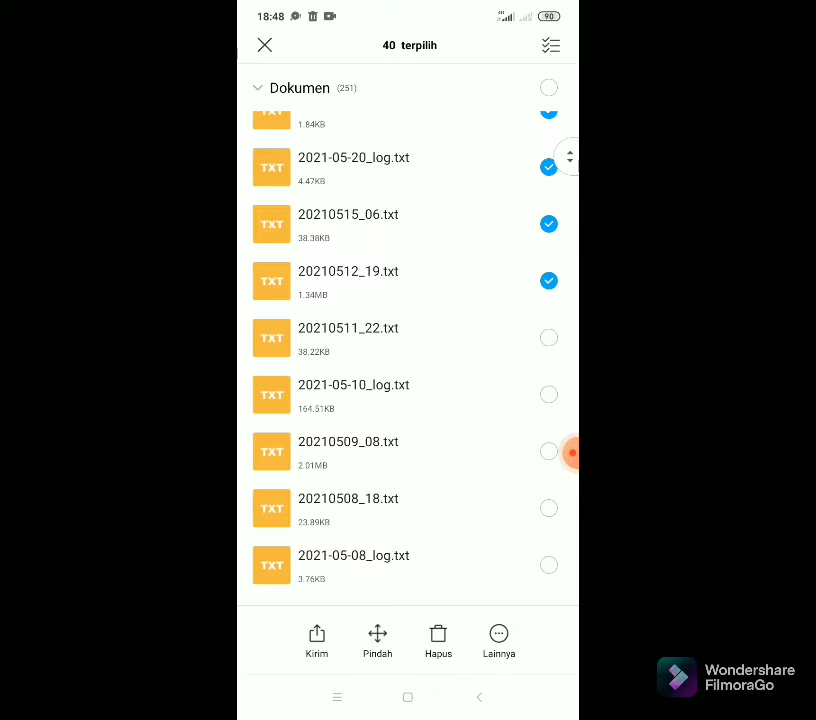 18:48
90
40 terpilih
Dokumen (251)
TXT
1.84KB
2021-05-20_log.txt
TXT
4.47KB
20210515_06.txt
TXT
38.38KB
20210512_19.txt
TXT
1.34MB
20210511_22.txt
TXT
38.22KB
2021-05-10_log.txt
TXT
164.51KB
20210509_08.txt
TXT
2.01MB
20210508_18.txt
TXT
23.89KB
2021-05-08_log.txt
TXT
3.76KB
Kirim Pindah Hapus Lainnya
Wondershare
FilmoraGo